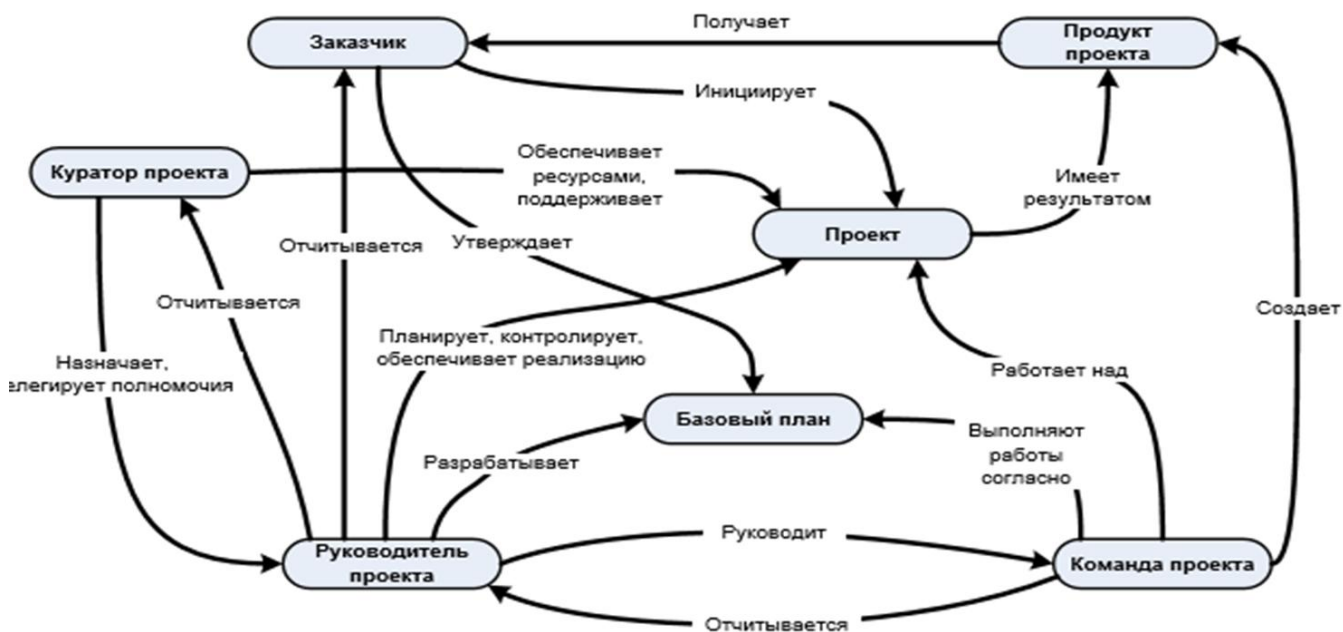 Получает
Заказчик
Продукт
проекта
Инициирует
Обеспечивает
ресурсами,
поддерживает
Куратор проекта
Имеет
результатом
Проект
Отчитывается
Утверждает
Отчитывается
Создает
Планирует, контролирует,
обеспечивает реализацию
Назначает,
елегирует полномочия
Работает над
Базовый план
Выполняют
работы
согласно
Разрабатывает
Руководит
Руководитель
проекта
Команда проекта
Отчитывается